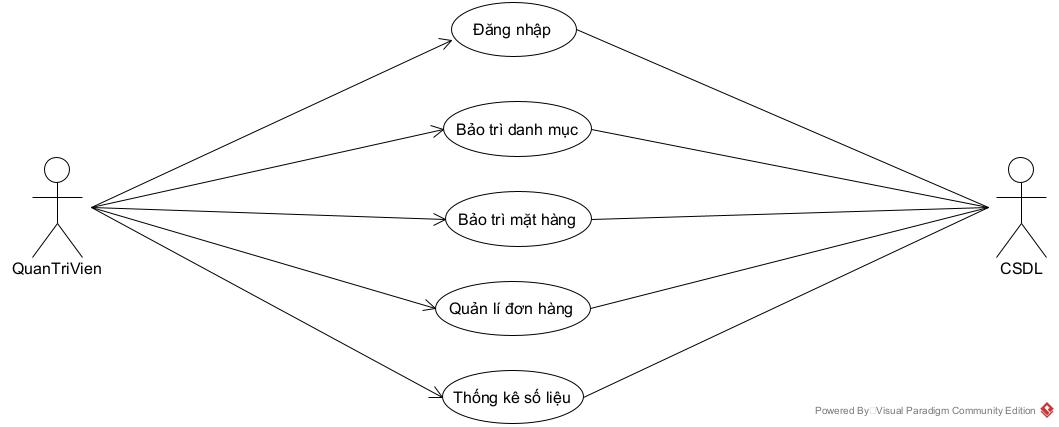 Đăng nhập
Bảo trì danh mục
Bảo trì mặt hàng
QuanTriVien
CSDL
Quản lí đơn hàng
Thống kê số liệu
Powered By Visual Paradigm Community Edition